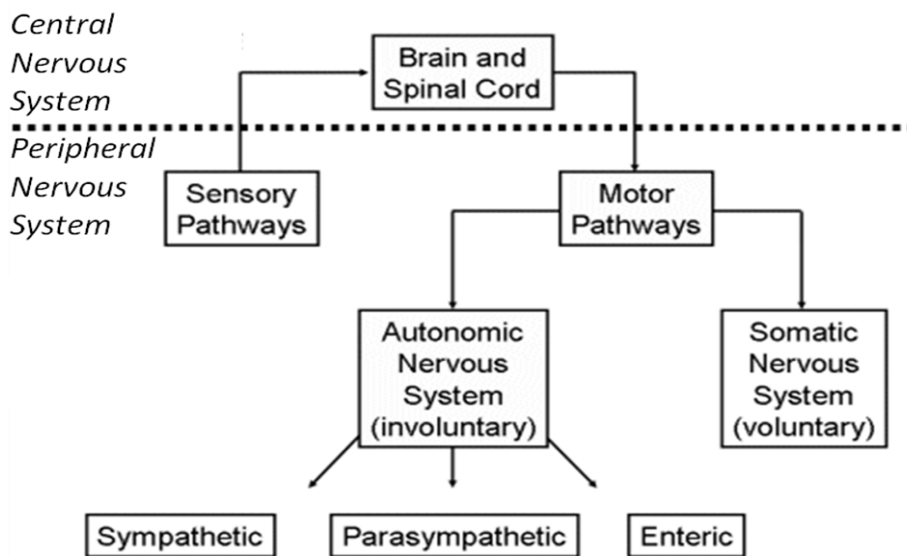 Central
Nervous
System
Brain and
Spinal Cord
Peripheral
Nervous
System
Sensory
Pathways
Motor
Pathways
Autonomic
Nervous
System
(involuntary)
Somatic
Nervous
System
(voluntary)
Sympathetic
Parasympathetic
Enteric